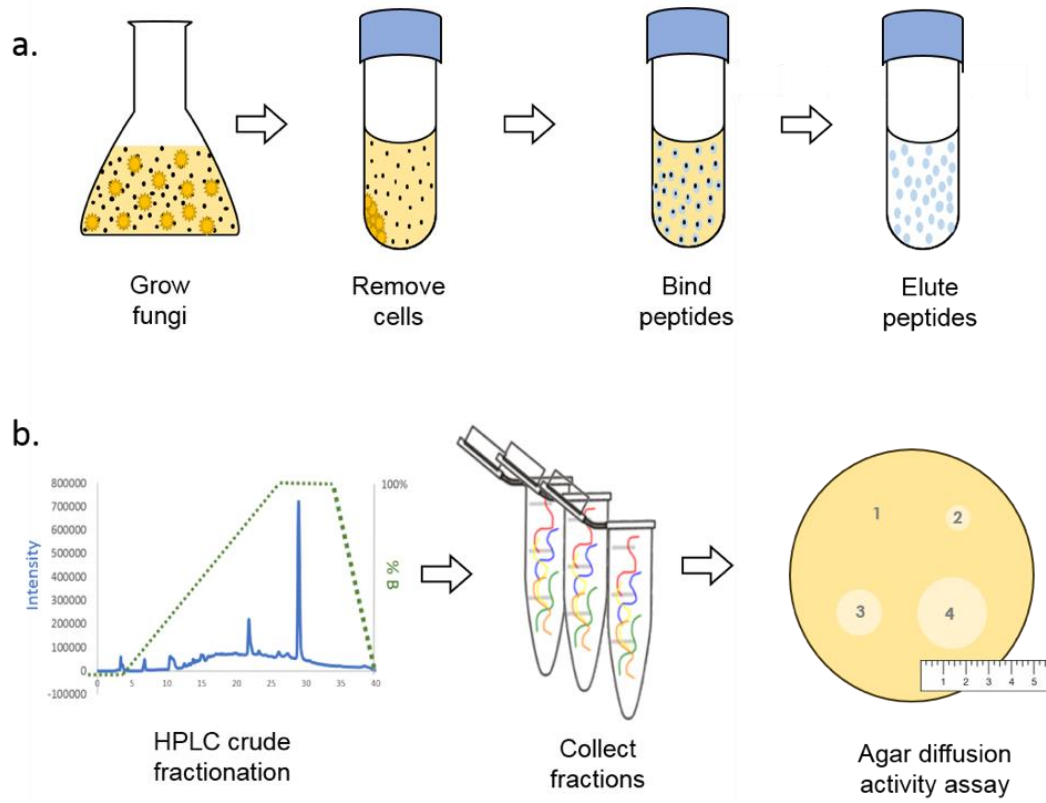 a.
Grow
fungi
Remove
cells
Bind
peptides
Elute
peptides
b.
800000
700000
600000
500000
400000
300000
200000
100000
0
-100000
Intensity
0 5 10 15 20 25 30 35 40
100%
% B
HPLC crude
fractionation
Collect
fractions
1
2
3
4
1 2 3 4 5
Agar diffusion
activity assay